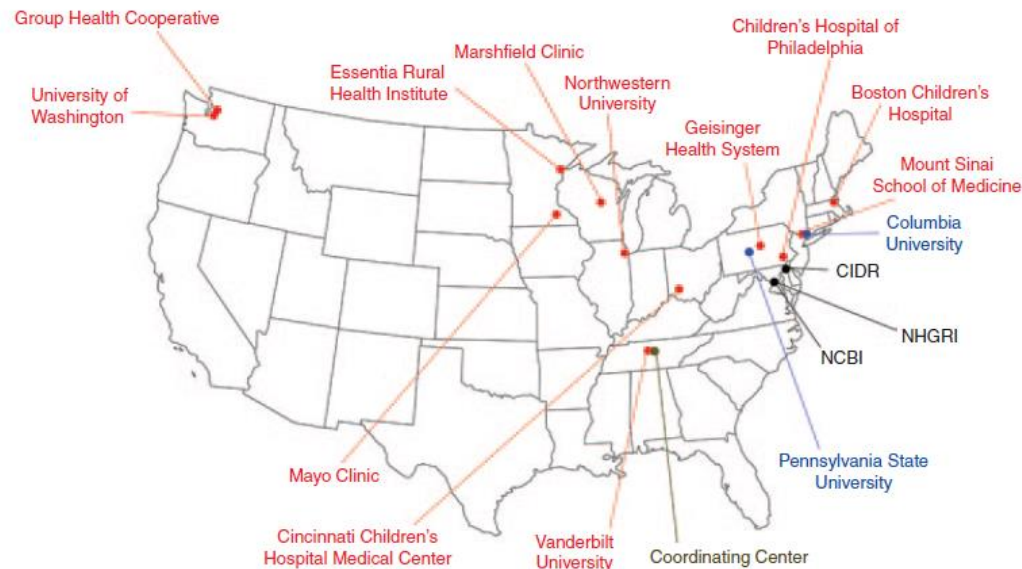 Group Health Cooperative
University of
Washington
Essentia Rural
Health Institute
Marshfield Clinic
Northwestern
University
Children's Hospital of
Philadelphia
Geisinger
Health System
Boston Children's
Hospital
Mount Sinai
School of Medicine
Columbia
University
CIDR
NHGRI
NCBI
Pennsylvania State
University
Mayo Clinic
Cincinnati Children's
Hospital Medical Center
Vanderbilt
University
Coordinating Center